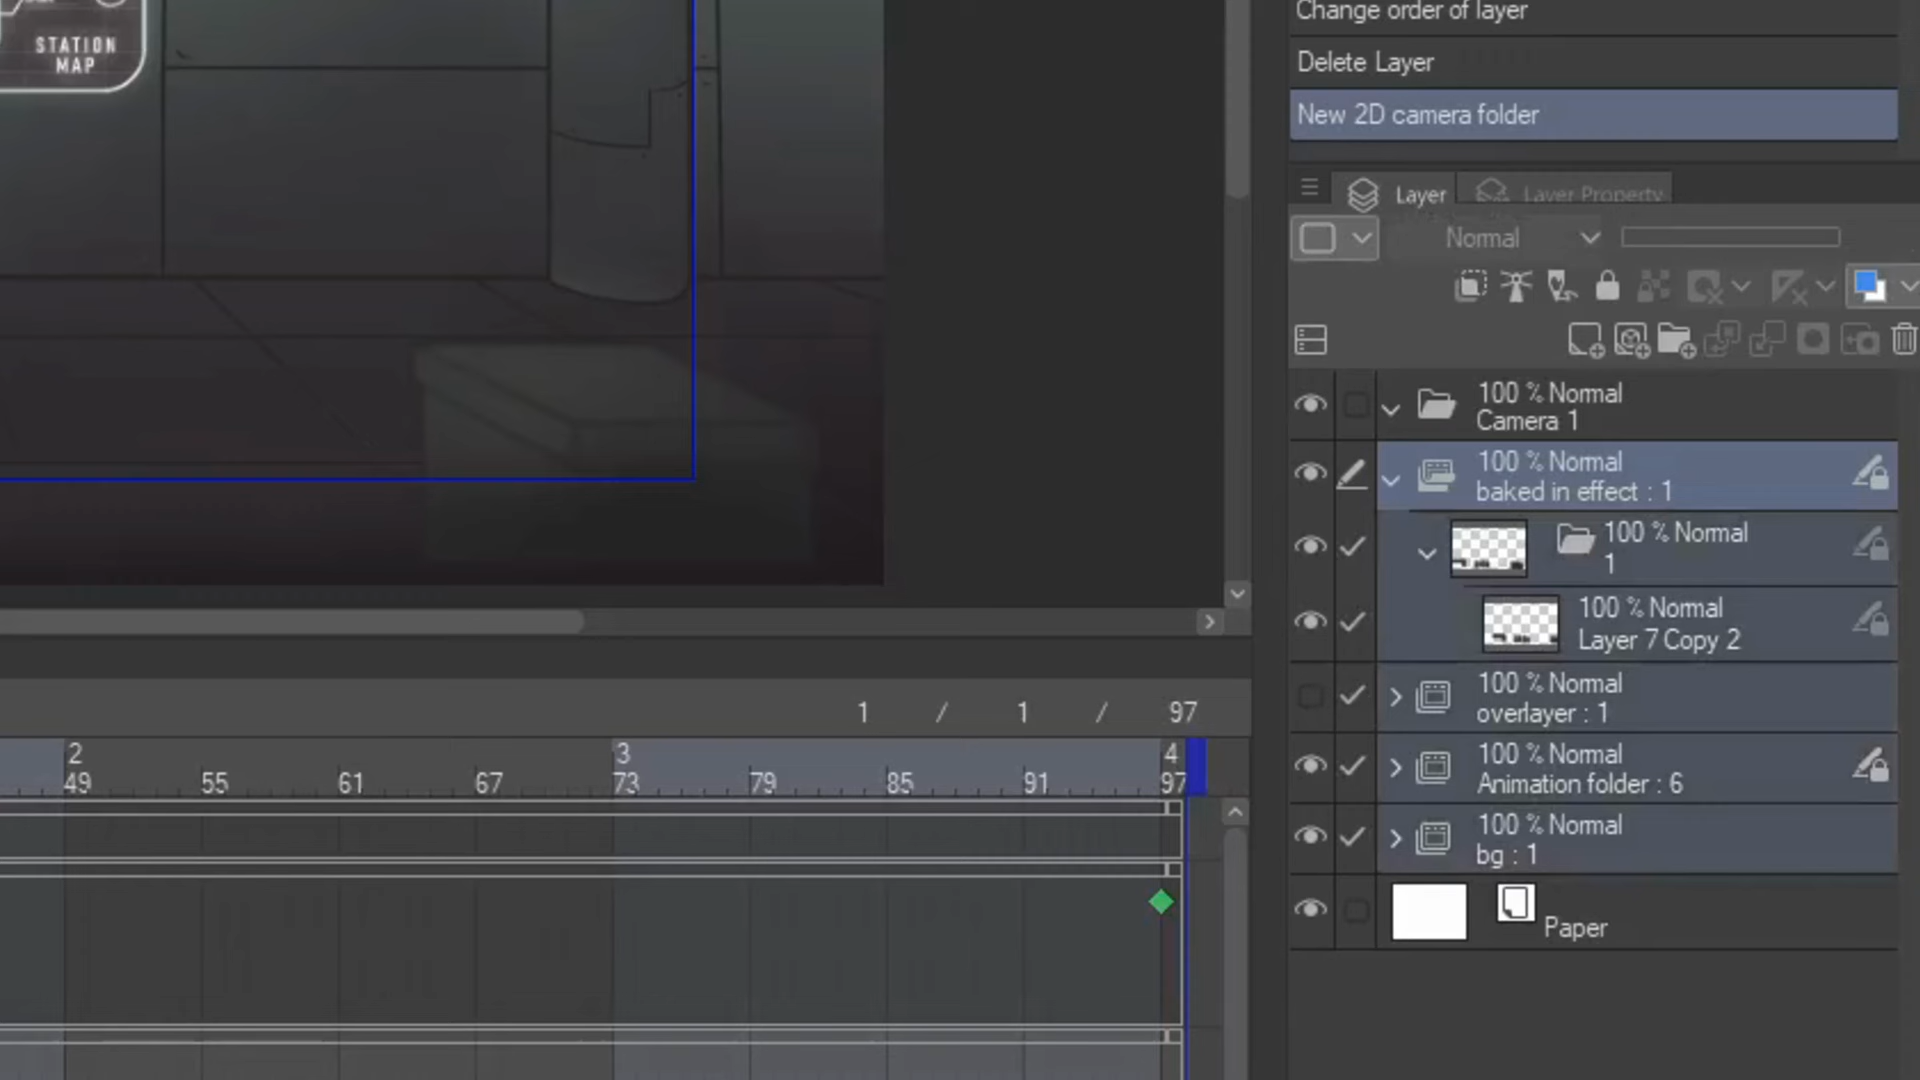 STATION
MAP
Change order of layer
Delete Layer
New 2D camera folder
Layer
Layer Property
Normal
100 % Normal
Camera 1
100 % Normal
baked in effect : 1
100 % Normal
1
100 % Normal
Layer 7 Copy 2
100 % Normal
overlayer : 1
100 % Normal
Animation folder : 6
100 % Normal
bg : 1
Paper
1 / 1 / 97
2 3 4
49 55 61 67 73 79 85 91 97